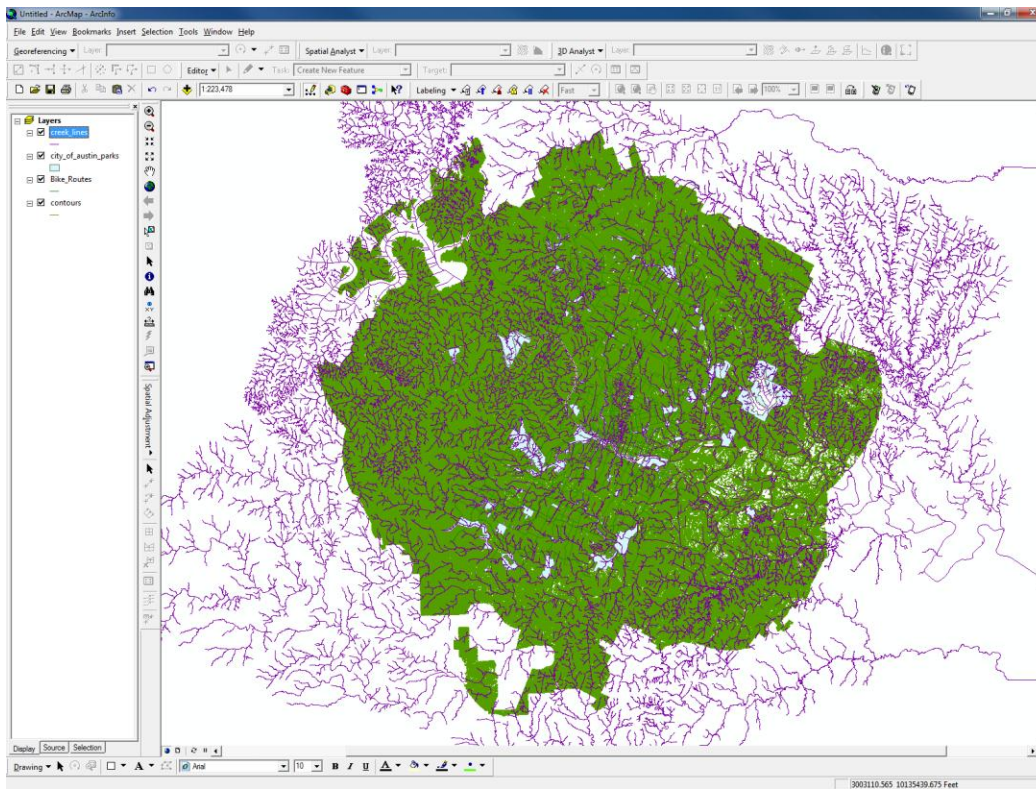 Untitled - ArcMap - ArcInfo
File Edit View Bookmarks Insert Selection Tools Window Help
Georeferencing Layer: Spatial Analyst Layer: 3D Analyst Layer:
Editor Task: Create New Feature Target:
1:223,478 Labeling Fast 100%
Layers
creek_lines
city_of_austin_parks
Bike_Routes
contours
Spatial Adjustment
Display Source Selection
Drawing A Arial 10 B I U A
3003110.565 10135439.675 Feet